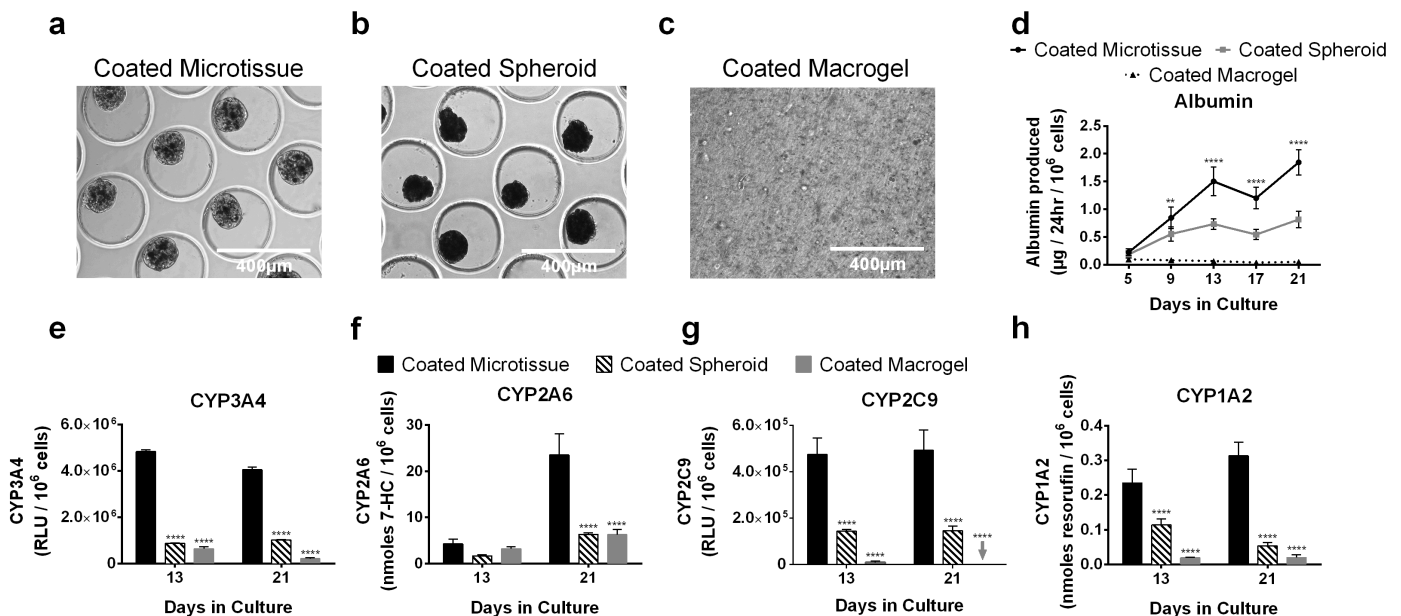 a
Coated Microtissue
400µm
b
Coated Spheroid
400µm
c
Coated Macrogel
400µm
d
Coated Microtissue Coated Spheroid
Coated Macrogel
Albumin
Albumin produced
(µg / 24hr / 10⁶ cells)
2.5
2.0
1.5
1.0
0.5
0.0
** **** **** ****
5 9 13 17 21
Days in Culture
e
CYP3A4
CYP3A4
(RLU / 10⁶ cells)
6.0×10⁶
4.0×10⁶
2.0×10⁶
0
**** **** **** ****
13 21
Days in Culture
f
Coated Microtissue Coated Spheroid Coated Macrogel
CYP2A6
CYP2A6
(nmoles 7-HC / 10⁶ cells)
30
20
10
0
**** ****
13 21
Days in Culture
g
CYP2C9
CYP2C9
(RLU / 10⁶ cells)
6.0×10⁵
4.0×10⁵
2.0×10⁵
0
**** **** **** ****
13 21
Days in Culture
h
CYP1A2
CYP1A2
(nmoles resorufin / 10⁶ cells)
0.4
0.3
0.2
0.1
0.0
**** **** **** ****
13 21
Days in Culture